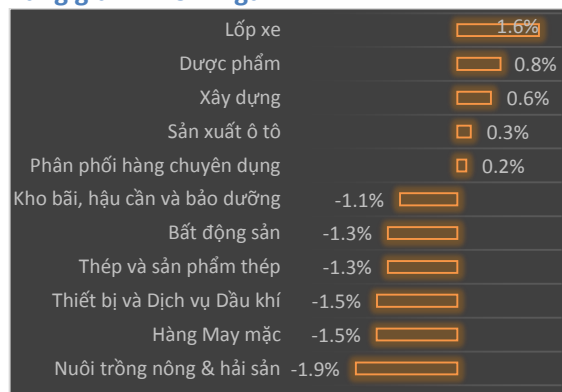 Lốp xe 1.6%
Dược phẩm 0.8%
Xây dựng 0.6%
Sản xuất ô tô 0.3%
Phân phối hàng chuyên dụng 0.2%
Kho bãi, hậu cần và bảo dưỡng -1.1%
Bất động sản -1.3%
Thép và sản phẩm thép -1.3%
Thiết bị và Dịch vụ Dầu khí -1.5%
Hàng May mặc -1.5%
Nuôi trồng nông & hải sản -1.9%